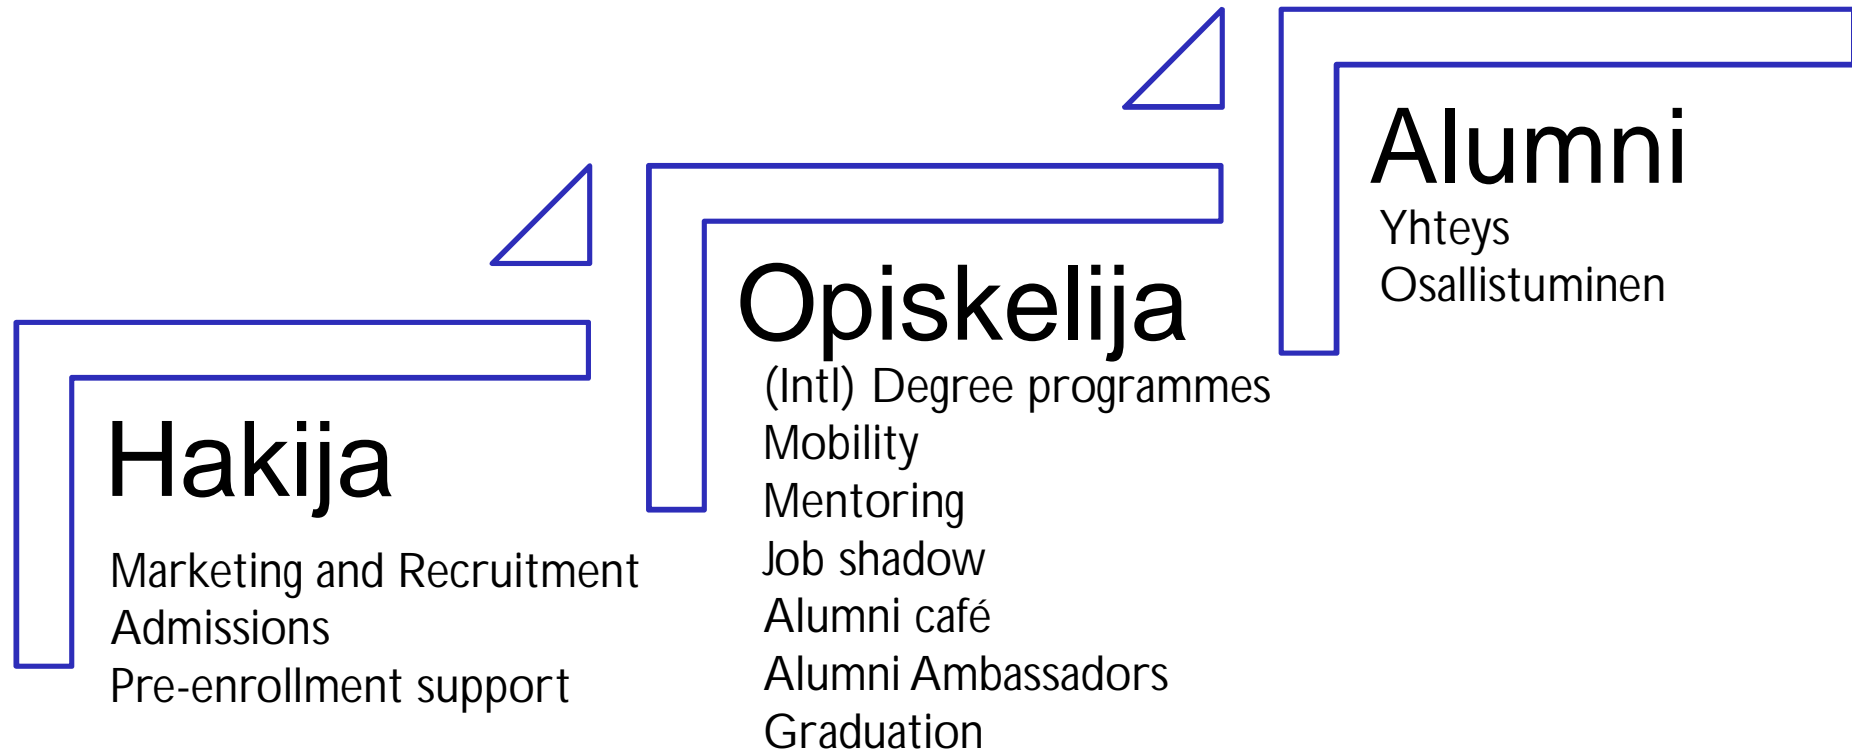 Hakija
Marketing and Recruitment
Admissions
Pre-enrollment support
Opiskelija
(Intl) Degree programmes
Mobility
Mentoring
Job shadow
Alumni café
Alumni Ambassadors
Graduation
Alumni
Yhteys
Osallistuminen